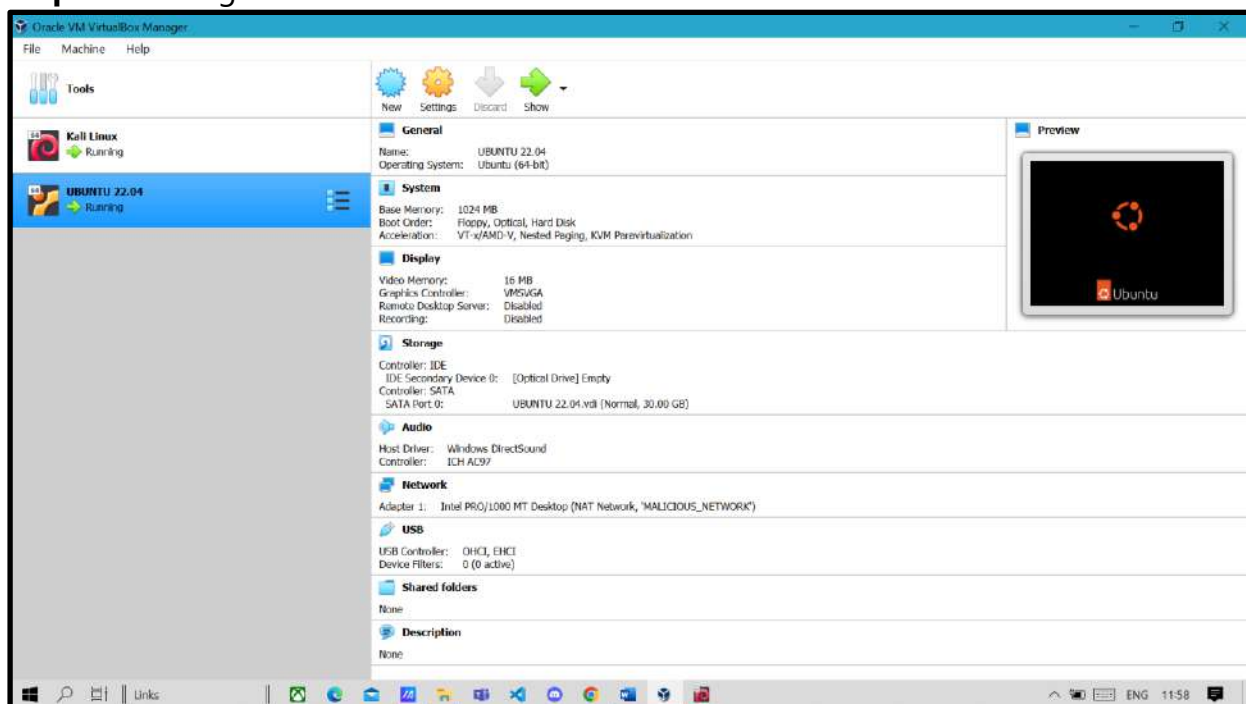 Oracle VM VirtualBox Manager
File Machine Help
Tools
New Settings Discard Show
64 Kali Linux
Running
64 UBUNTU 22.04
Running
General
Name: UBUNTU 22.04
Operating System: Ubuntu (64-bit)
System
Base Memory: 1024 MB
Boot Order: Floppy, Optical, Hard Disk
Acceleration: VT-x/AMD-V, Nested Paging, KVM Paravirtualization
Display
Video Memory: 16 MB
Graphics Controller: VMSVGA
Remote Desktop Server: Disabled
Recording: Disabled
Storage
Controller: IDE
IDE Secondary Device 0: [Optical Drive] Empty
Controller: SATA
SATA Port 0: UBUNTU 22.04.vdi (Normal, 30.00 GB)
Audio
Host Driver: Windows DirectSound
Controller: ICH AC97
Network
Adapter 1: Intel PRO/1000 MT Desktop (NAT Network, 'MALICIOUS_NETWORK')
USB
USB Controller: OHCI, EHCI
Device Filters: 0 (0 active)
Shared folders
None
Description
None
Preview
Ubuntu
Links
ENG 11:58